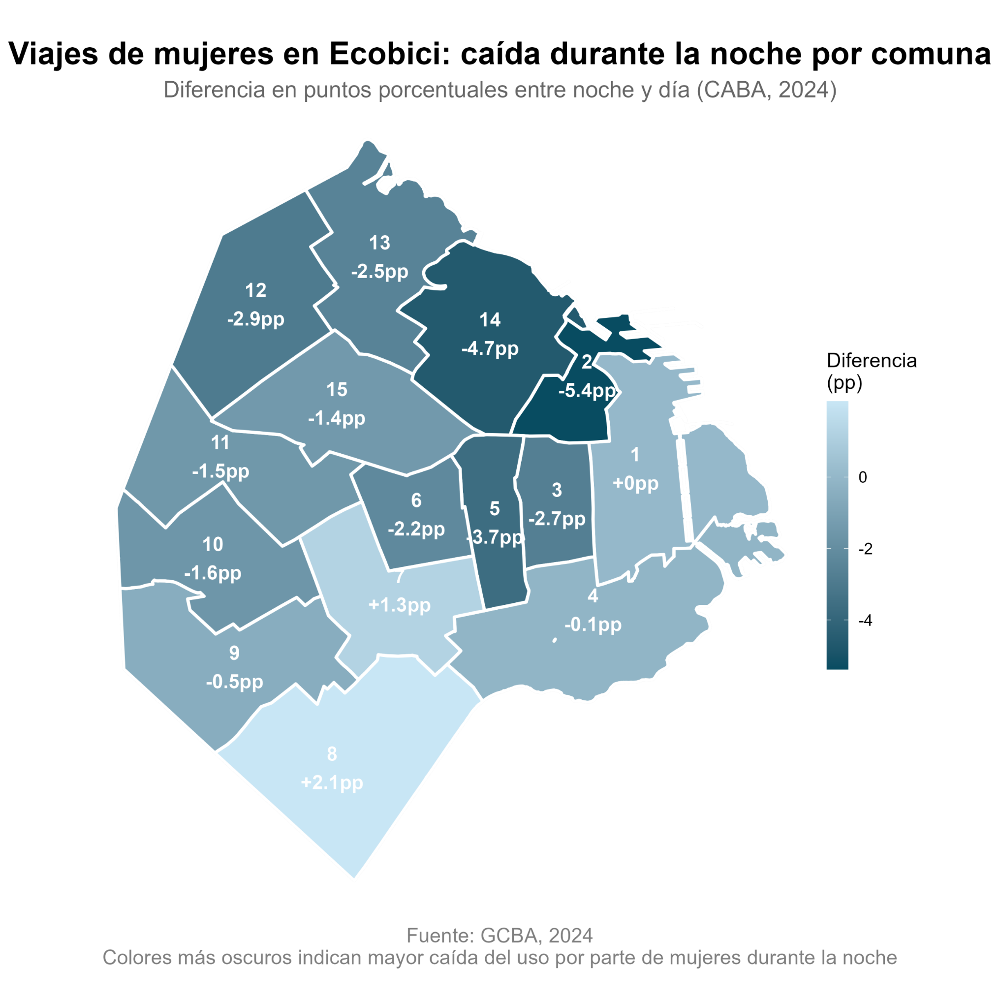 Viajes de mujeres en Ecobici: caída durante la noche por comuna
Diferencia en puntos porcentuales entre noche y día (CABA, 2024)
13
-2.5pp
12
-2.9pp
14
-4.7pp
2
-5.4pp
15
-1.4pp
11
-1.5pp
1
+0pp
3
-2.7pp
6
-2.2pp
5
-3.7pp
10
-1.6pp
7
+1.3pp
4
-0.1pp
9
-0.5pp
8
+2.1pp
Diferencia
(pp)
0
-2
-4
Fuente: GCBA, 2024
Colores más oscuros indican mayor caída del uso por parte de mujeres durante la noche